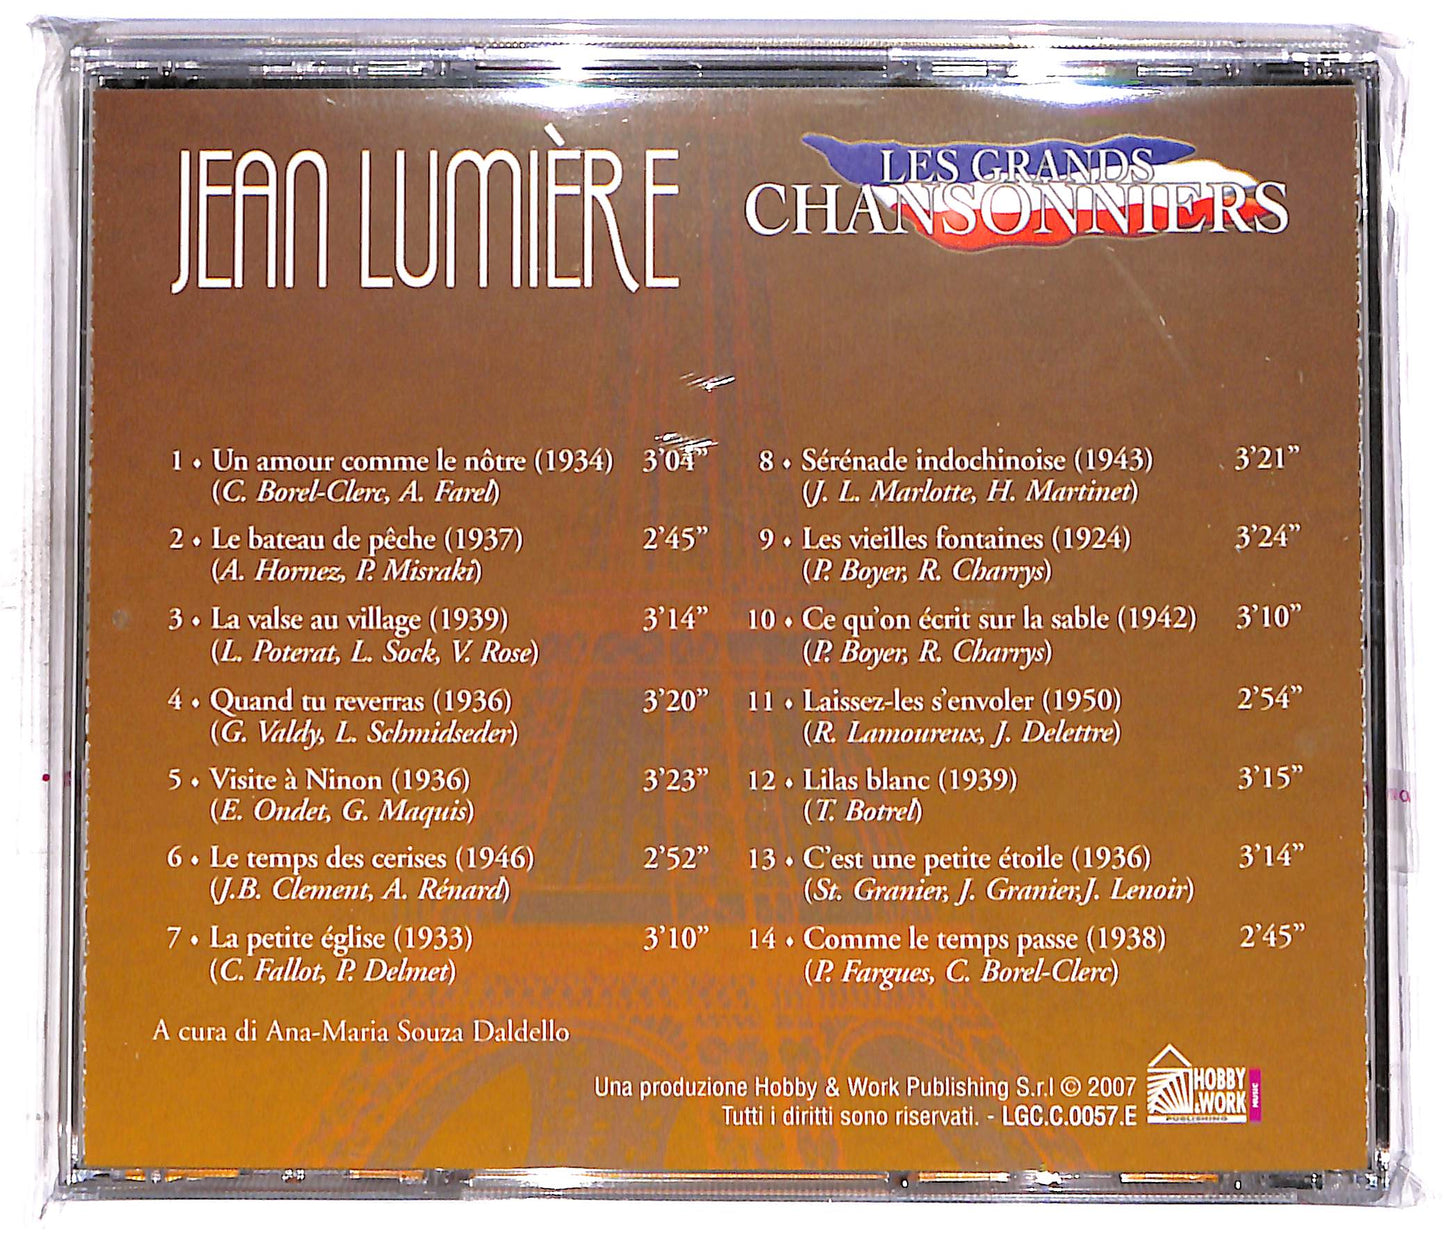 JEAN LUMIÈRE
LES GRANDS
CHANSONNIERS
1 ⬩ Un amour comme le nôtre (1934) 3’04”
(C. Borel-Clerc, A. Farel)
2 ⬩ Le bateau de pêche (1937) 2’45”
(A. Hornez, P. Misraki)
3 ⬩ La valse au village (1939) 3’14”
(L. Poterat, L. Sock, V. Rose)
4 ⬩ Quand tu reverras (1936) 3’20”
(G. Valdy, L. Schmidseder)
5 ⬩ Visite à Ninon (1936) 3’23”
(E. Ondet, G. Maquis)
6 ⬩ Le temps des cerises (1946) 2’52”
(J.B. Clement, A. Rénard)
7 ⬩ La petite église (1933) 3’10”
(C. Fallot, P. Delmet)
8 ⬩ Sérénade indochinoise (1943) 3’21”
(J. L. Marlotte, H. Martinet)
9 ⬩ Les vieilles fontaines (1924) 3’24”
(P. Boyer, R. Charrys)
10 ⬩ Ce qu’on écrit sur la sable (1942) 3’10”
(P. Boyer, R. Charrys)
11 ⬩ Laissez-les s’envoler (1950) 2’54”
(R. Lamoureux, J. Delettre)
12 ⬩ Lilas blanc (1939) 3’15”
(T. Botrel)
13 ⬩ C’est une petite étoile (1936) 3’14”
(St. Granier, J. Granier,J. Lenoir)
14 ⬩ Comme le temps passe (1938) 2’45”
(P. Fargues, C. Borel-Clerc)
A cura di Ana-Maria Souza Daldello
Una produzione Hobby & Work Publishing S.r.l © 2007
Tutti i diritti sono riservati. - LGC.C.0057.E
HOBBY
&WORK
PUBLISHING
MUSIC